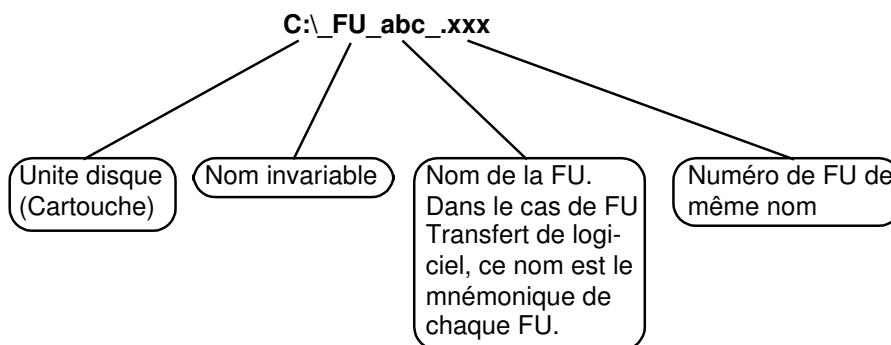 C:\_FU_abc_.xxx
Unite disque
(Cartouche)
Nom invariable
Nom de la FU.
Dans le cas de FU
Transfert de logi-
ciel, ce nom est le
mnémonique de
chaque FU.
Numéro de FU de
même nom